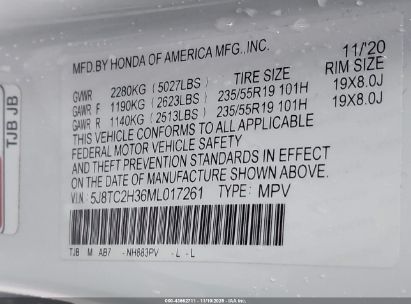 MFD.BY HONDA OF AMERICA MFG.,INC. 11/'20
TIRE SIZE RIM SIZE
GVWR 2280KG (5027LBS)
GAWR F 1190KG (2623LBS) 235/55R19 101H 19X8.0J
GAWR R 1140KG (2513LBS) 235/55R19 101H 19X8.0J
THIS VEHICLE CONFORMS TO ALL APPLICABLE
FEDERAL MOTOR VEHICLE SAFETY
AND THEFT PREVENTION STANDARDS IN EFFECT
ON THE DATE OF MANUFACTURE SHOWN ABOVE.
VIN: 5J8TC2H36ML017261 TYPE: MPV
TJB M AB7 -NH883PV -L -L
TJB JB